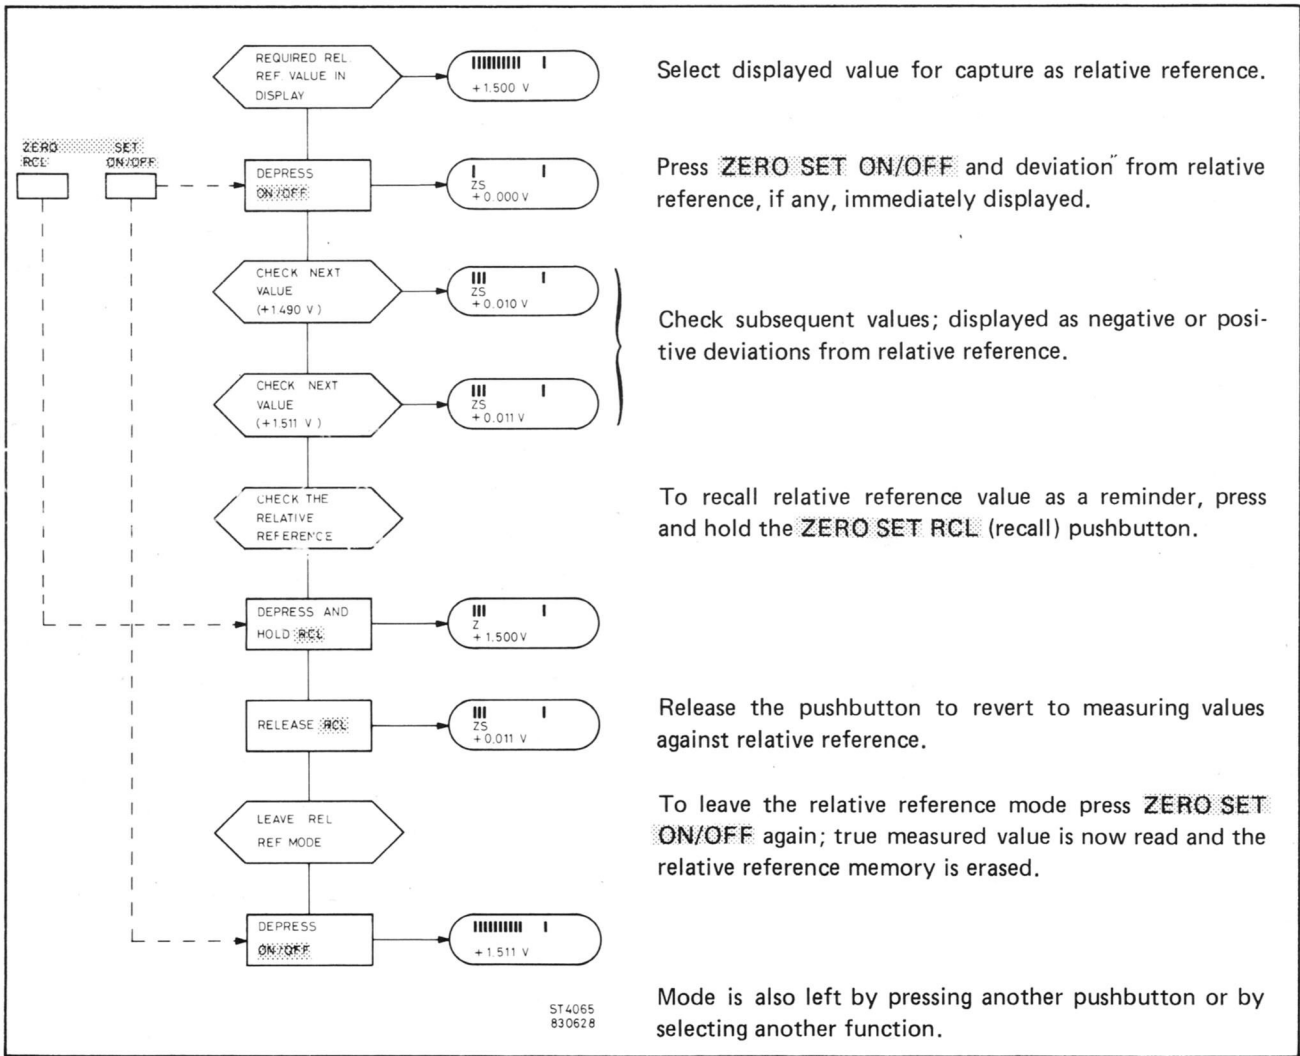 REQUIRED REL.
REF. VALUE IN
DISPLAY
+1.500 V
Select displayed value for capture as relative reference.
ZERO SET
RCL ON/OFF
DEPRESS
ON/OFF
ZS
+0.000 V
Press ZERO SET ON/OFF and deviation from relative
reference, if any, immediately displayed.
CHECK NEXT
VALUE
(+1.490 V)
ZS
+0.010 V
Check subsequent values; displayed as negative or posi-
tive deviations from relative reference.
CHECK NEXT
VALUE
(+1.511 V)
ZS
+0.011 V
CHECK THE
RELATIVE
REFERENCE
To recall relative reference value as a reminder, press
and hold the ZERO SET RCL (recall) pushbutton.
DEPRESS AND
HOLD RCL
Z
+1.500 V
RELEASE RCL
ZS
+0.011 V
Release the pushbutton to revert to measuring values
against relative reference.
LEAVE REL
REF MODE
To leave the relative reference mode press ZERO SET
ON/OFF again; true measured value is now read and the
relative reference memory is erased.
DEPRESS
ON/OFF
+1.511 V
ST4065
830628
Mode is also left by pressing another pushbutton or by
selecting another function.